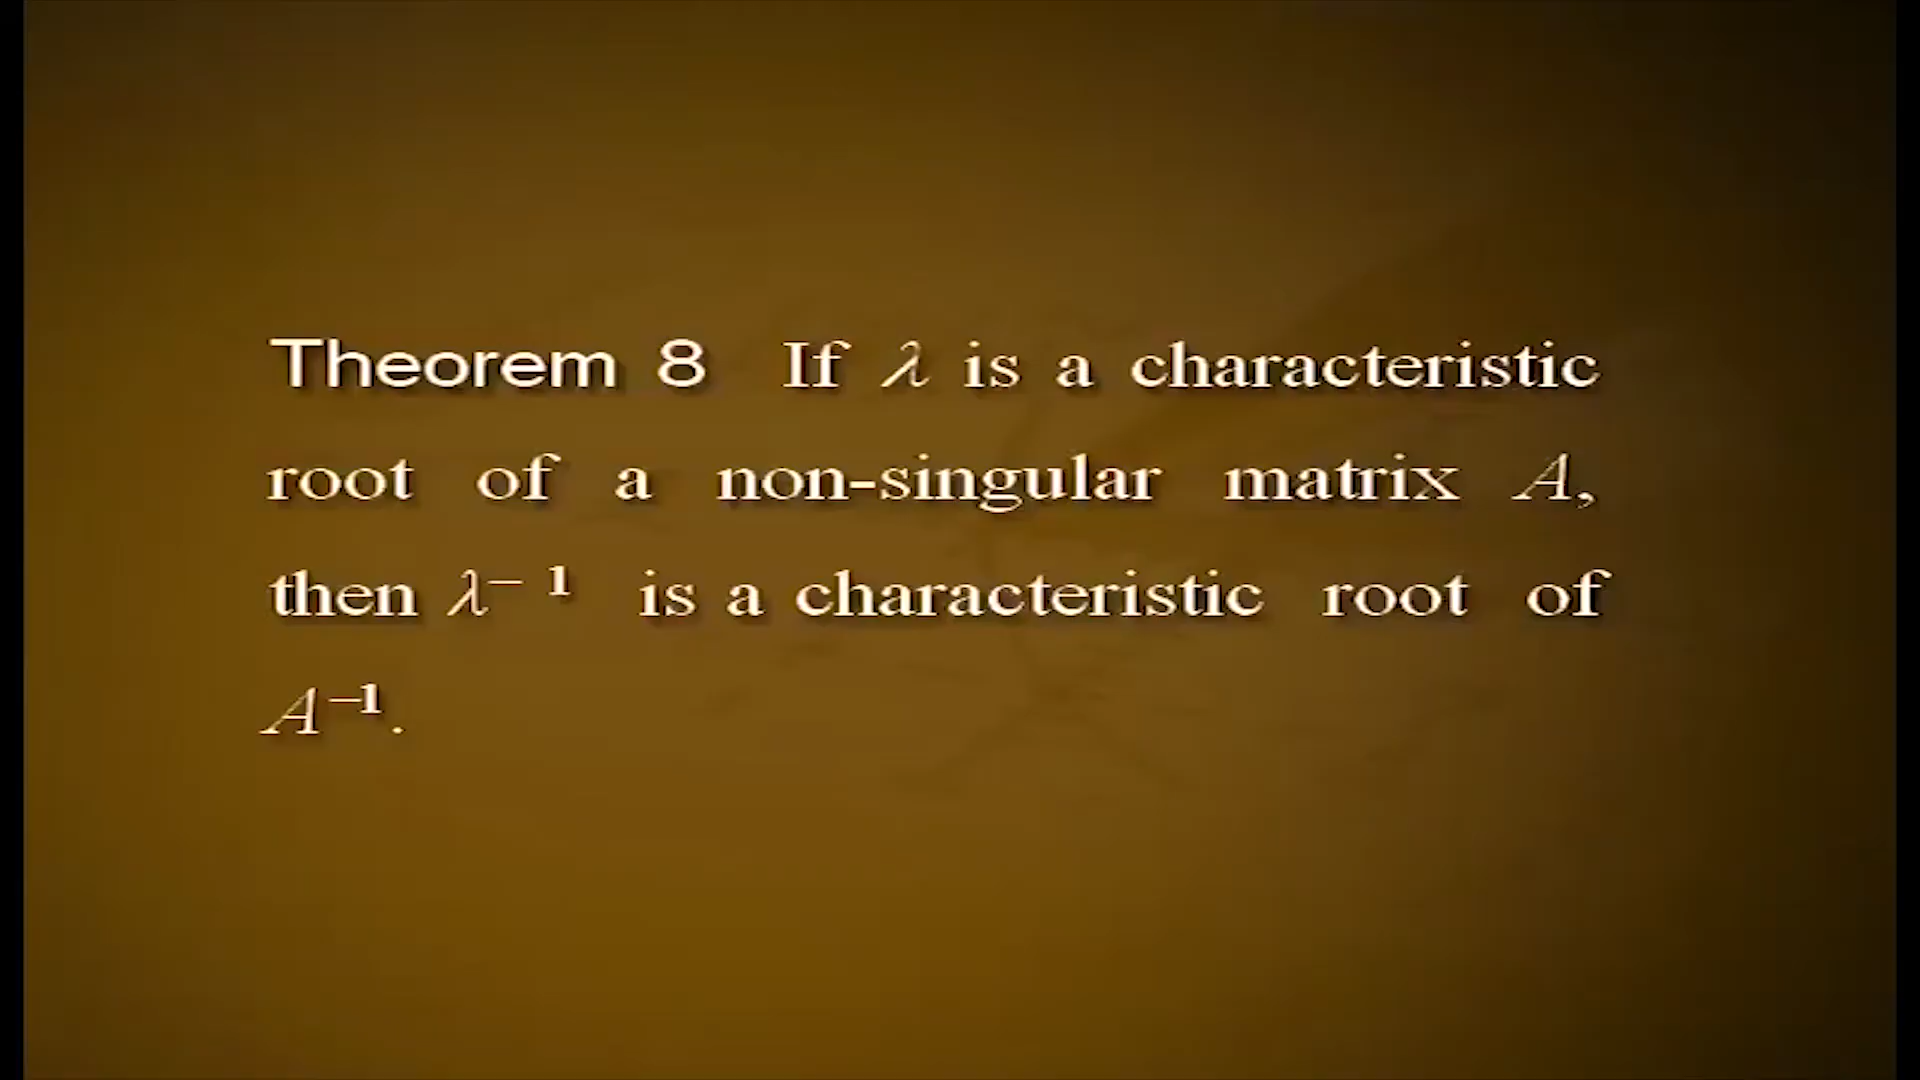 Theorem 8 If λ is a characteristic
root of a non-singular matrix A,
then λ⁻ ¹ is a characteristic root of
A⁻¹.